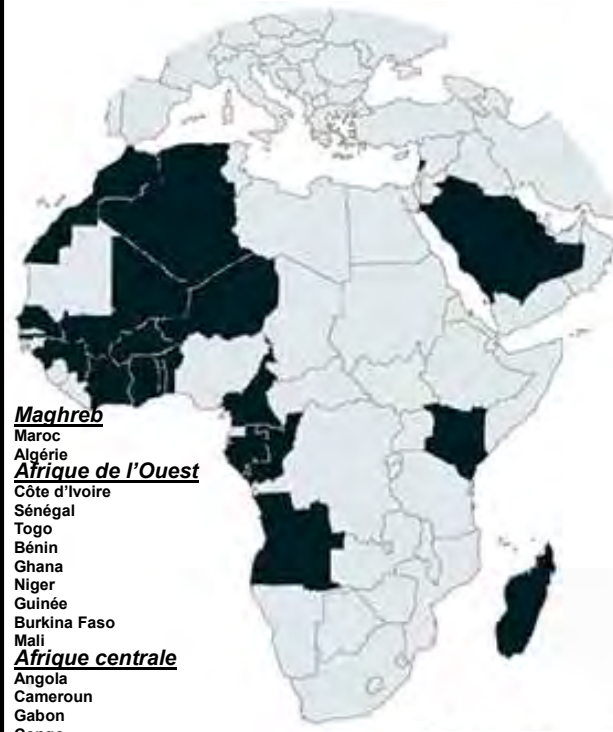 Maghreb
Maroc
Algérie
Afrique de l'Ouest
Côte d'Ivoire
Sénégal
Togo
Bénin
Ghana
Niger
Guinée
Burkina Faso
Mali
Afrique centrale
Angola
Cameroun
Gabon
Congo